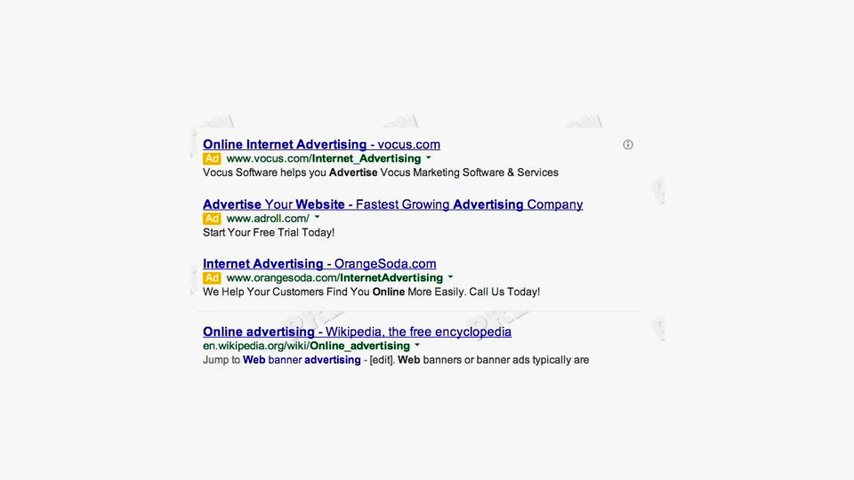 Online Internet Advertising - vocus.com
Ad www.vocus.com/Internet_Advertising
Vocus Software helps you Advertise Vocus Marketing Software & Services
Advertise Your Website - Fastest Growing Advertising Company
Ad www.adroll.com/
Start Your Free Trial Today!
Internet Advertising - OrangeSoda.com
Ad www.orangesoda.com/InternetAdvertising
We Help Your Customers Find You Online More Easily. Call Us Today!
Online advertising - Wikipedia, the free encyclopedia
en.wikipedia.org/wiki/Online_advertising
Jump to Web banner advertising - [edit]. Web banners or banner ads typically are